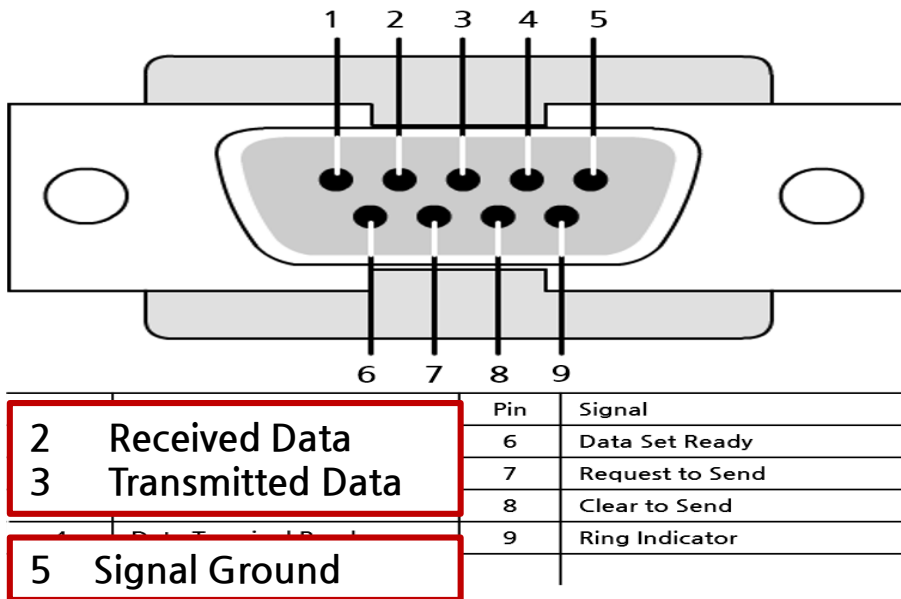 1 2 3 4 5
6 7 8 9
Pin Signal
2 Received Data
3 Transmitted Data
6 Data Set Ready
7 Request to Send
8 Clear to Send
9 Ring Indicator
5 Signal Ground